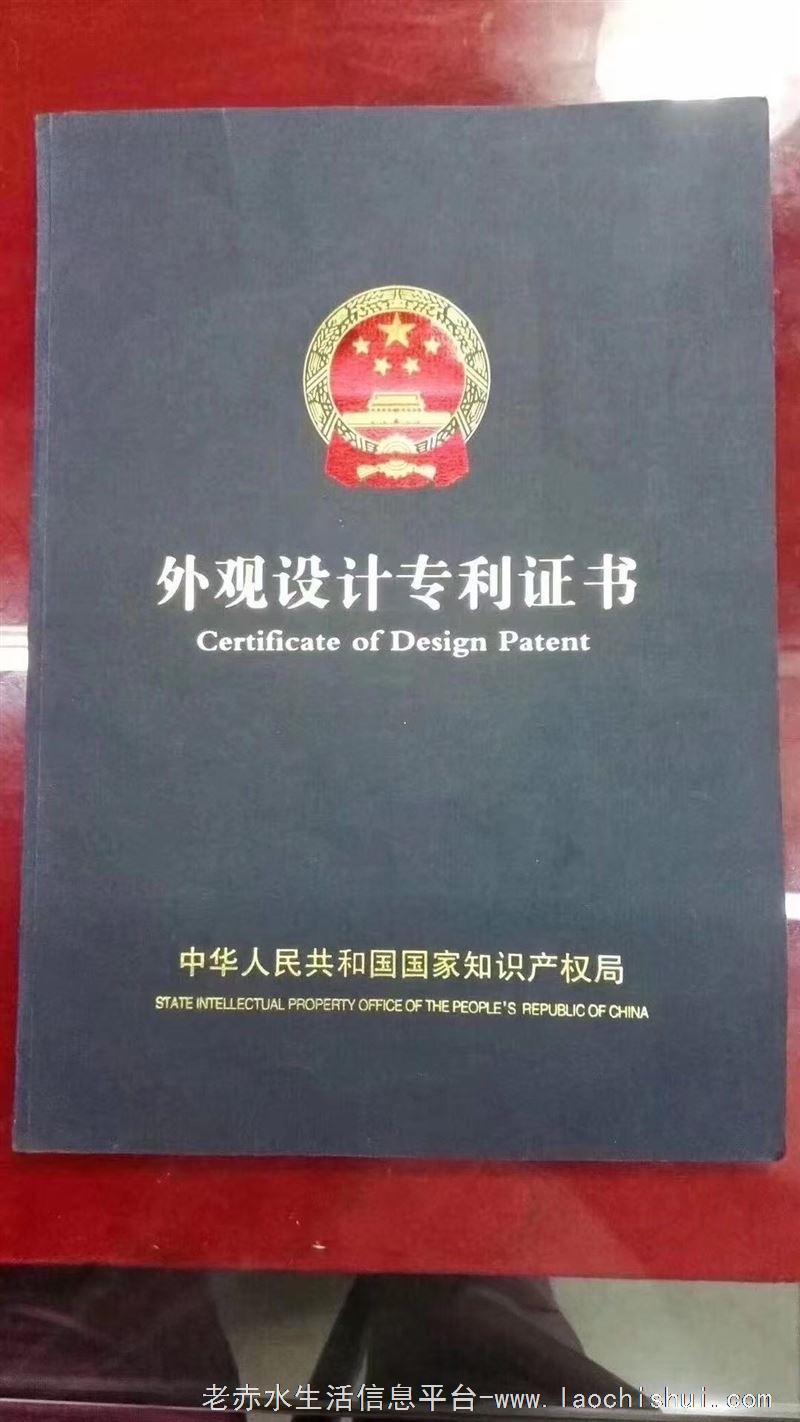 外观设计专利证书
Certificate of Design Patent
中华人民共和国国家知识产权局
STATE INTELLECTUAL PROPERTY OFFICE OF THE PEOPLE'S REPUBLIC OF CHINA
老赤水生活信息平台-www.laochishui.com